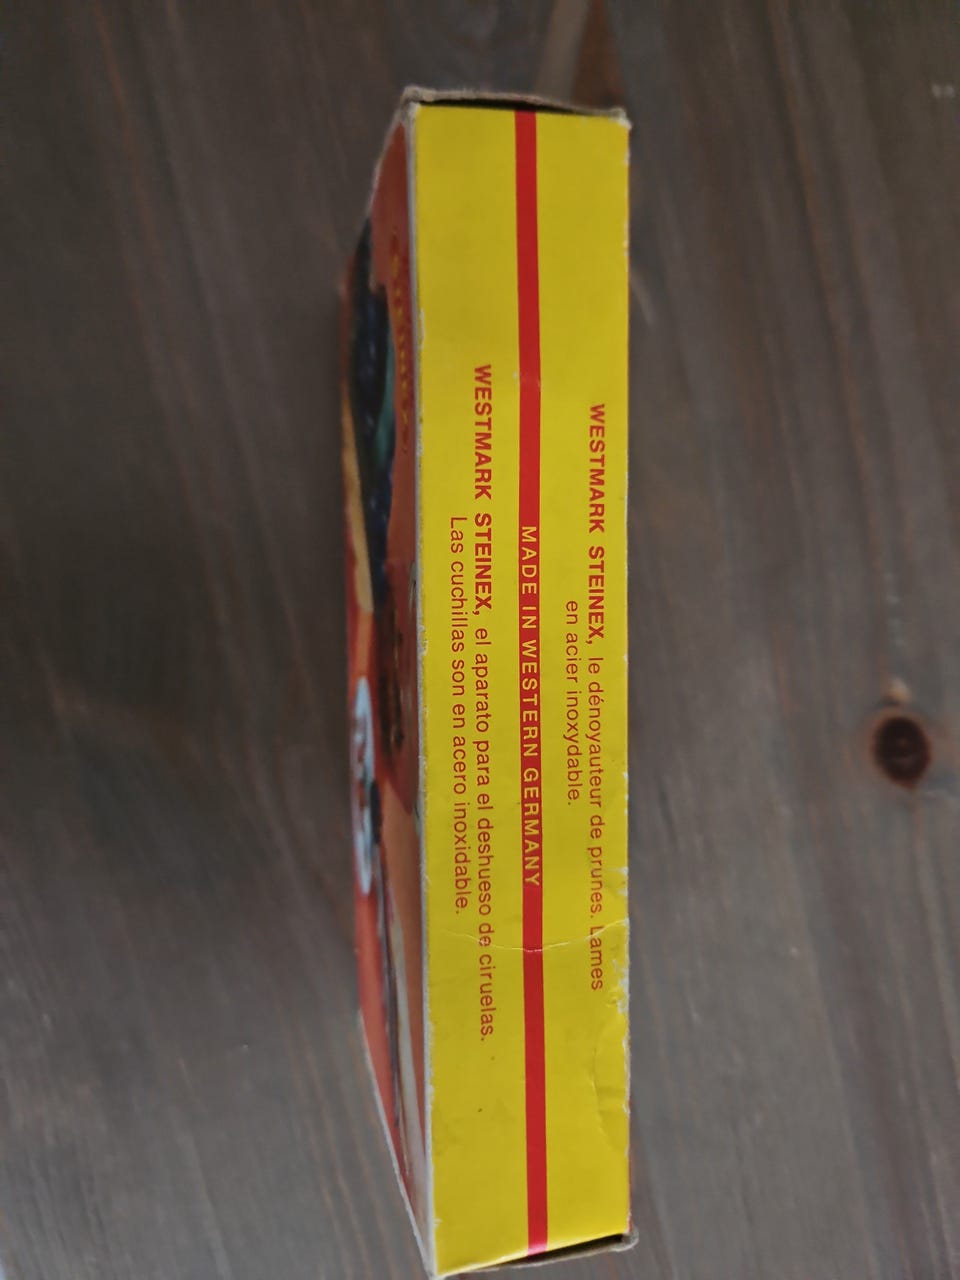 WESTMARK STEINEX, le dénoyauteur de prunes. Lames
en acier inoxydable.
MADE IN WESTERN GERMANY
WESTMARK STEINEX, el aparato para el deshueso de ciruelas.
Las cuchillas son en acero inoxidable.